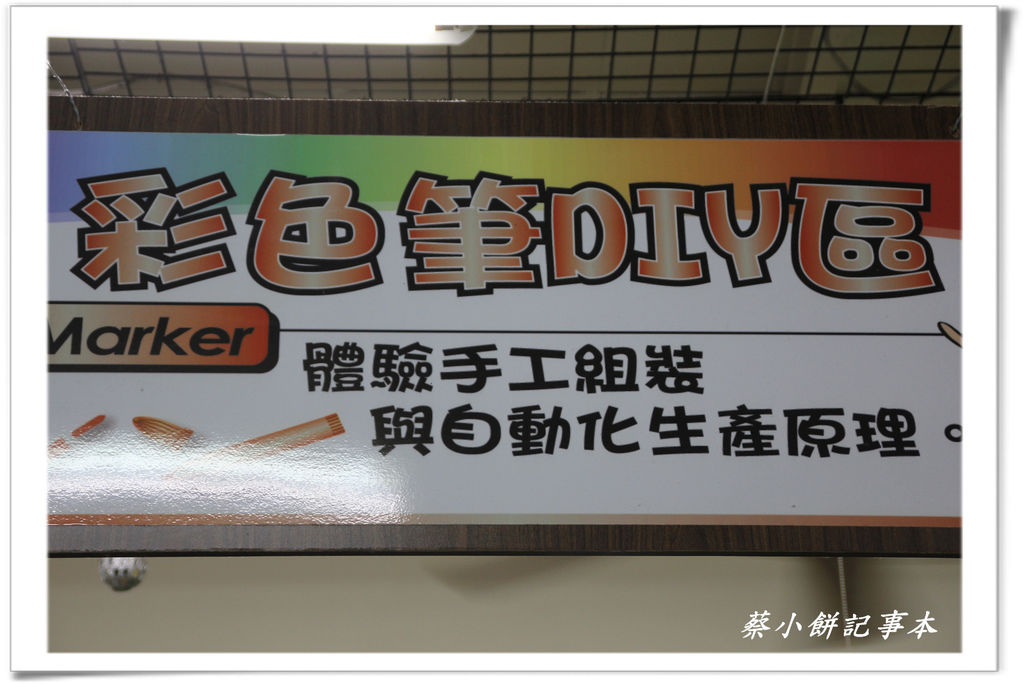 彩色筆DIY區
Marker
體驗手工組裝
與自動化生產原理。
蔡小餅記事本